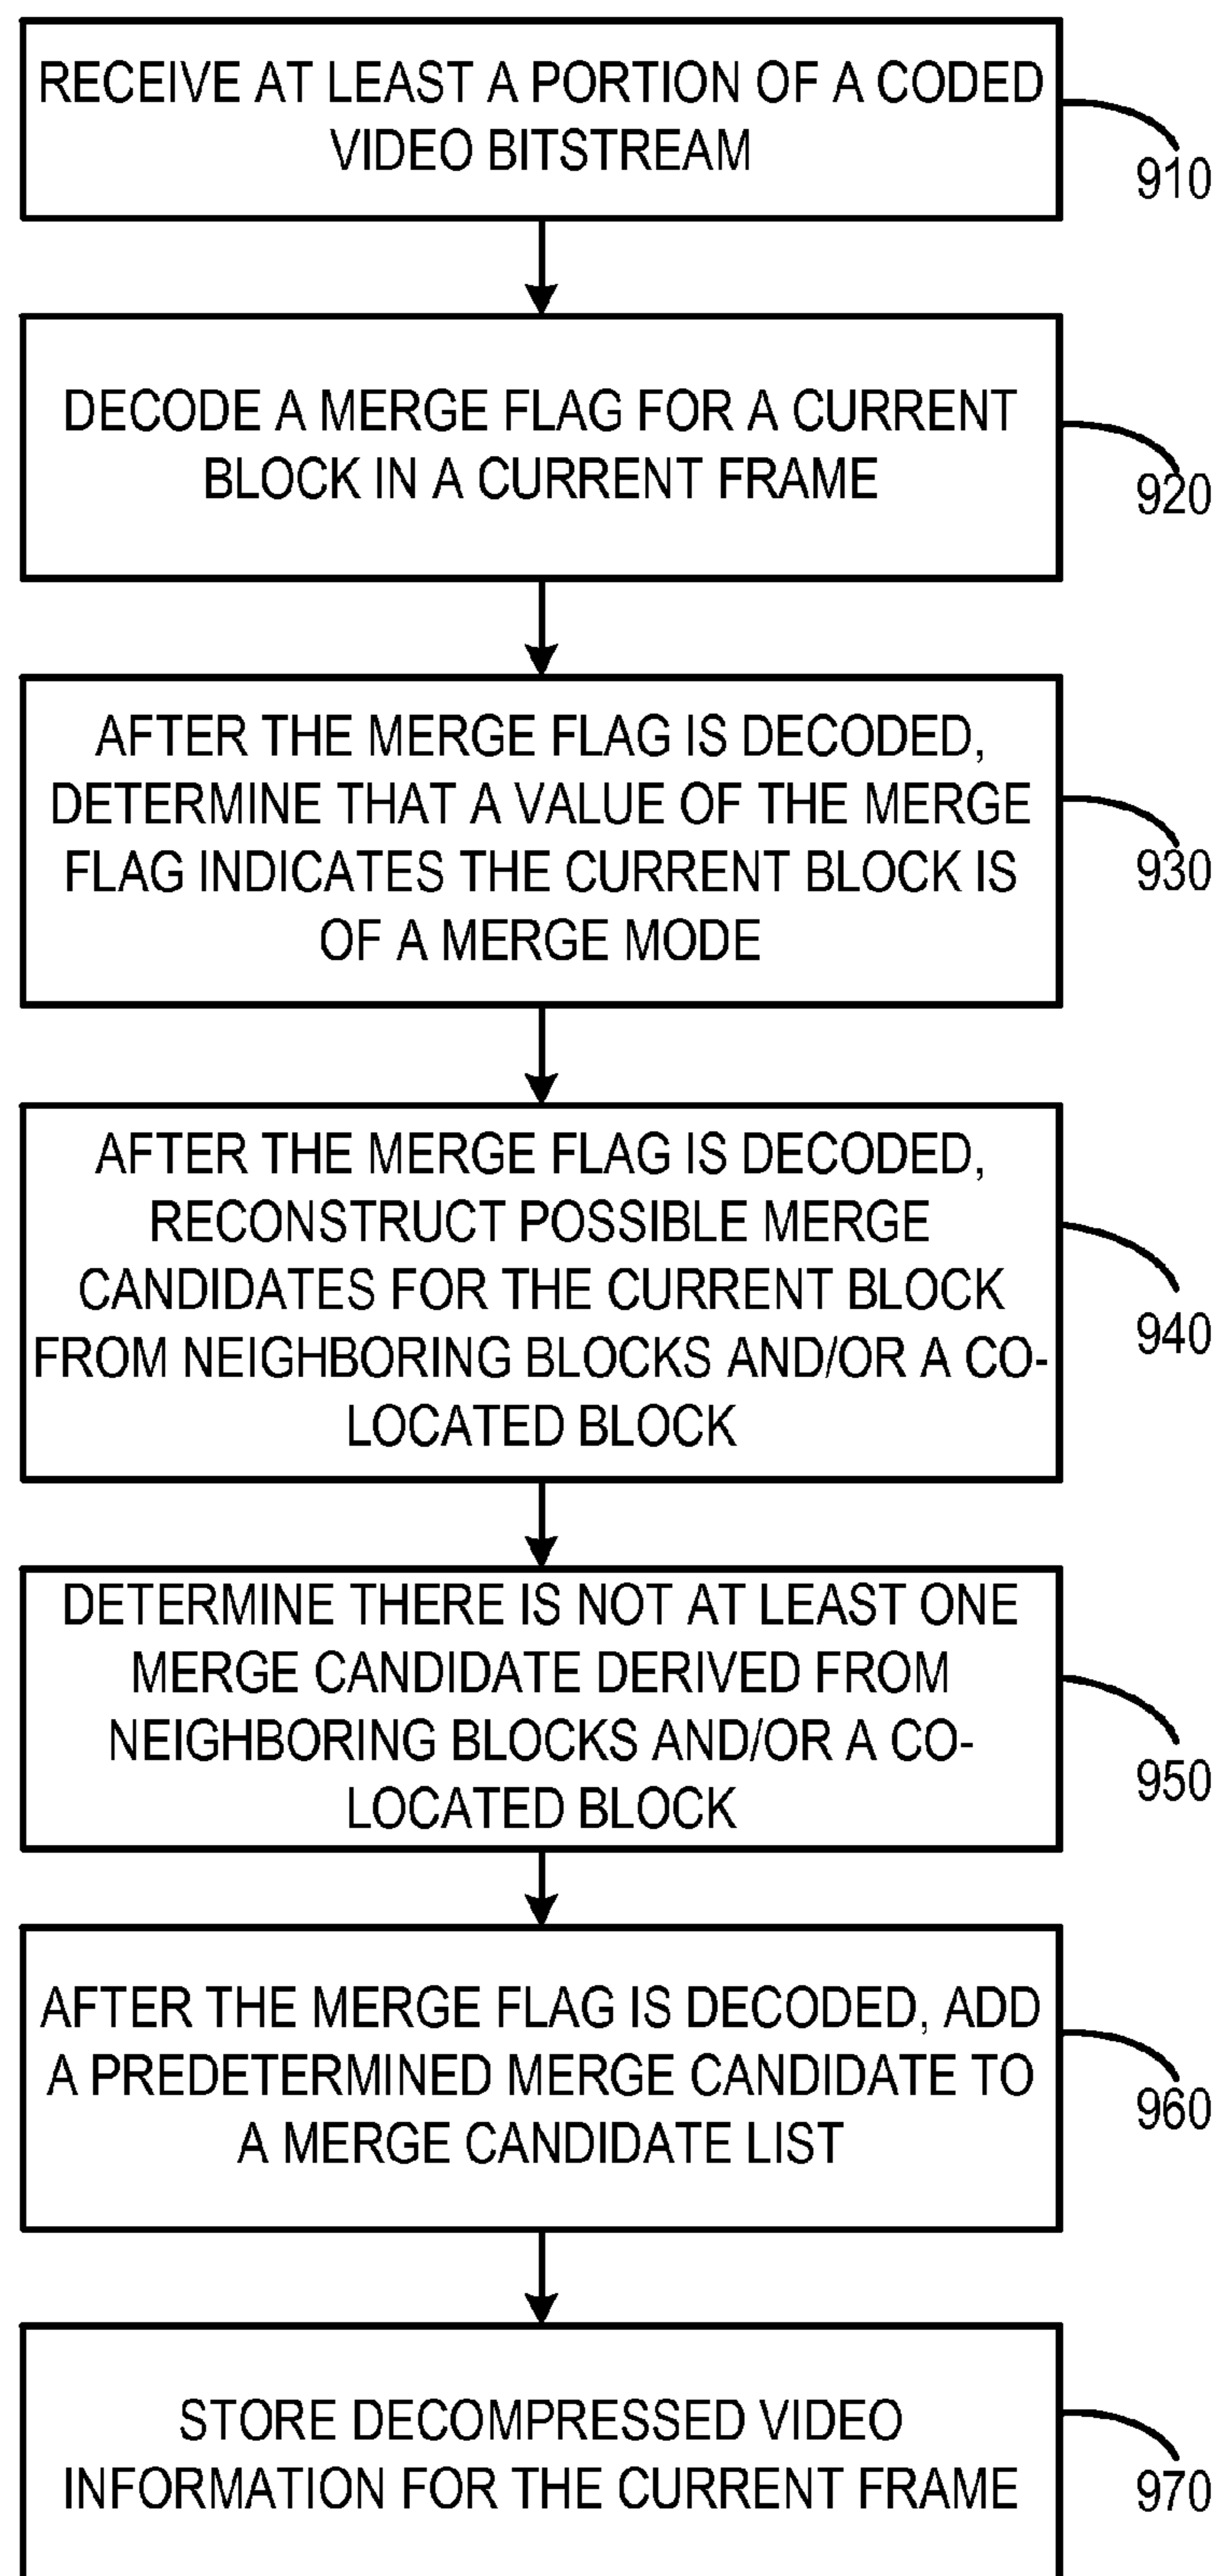 RECEIVE AT LEAST A PORTION OF A CODED
VIDEO BITSTREAM
910
DECODE A MERGE FLAG FOR A CURRENT
BLOCK IN A CURRENT FRAME
920
AFTER THE MERGE FLAG IS DECODED,
DETERMINE THAT A VALUE OF THE MERGE
FLAG INDICATES THE CURRENT BLOCK IS
OF A MERGE MODE
930
AFTER THE MERGE FLAG IS DECODED,
RECONSTRUCT POSSIBLE MERGE
CANDIDATES FOR THE CURRENT BLOCK
FROM NEIGHBORING BLOCKS AND/OR A CO-
LOCATED BLOCK
940
DETERMINE THERE IS NOT AT LEAST ONE
MERGE CANDIDATE DERIVED FROM
NEIGHBORING BLOCKS AND/OR A CO-
LOCATED BLOCK
950
AFTER THE MERGE FLAG IS DECODED, ADD
A PREDETERMINED MERGE CANDIDATE TO
A MERGE CANDIDATE LIST
960
STORE DECOMPRESSED VIDEO
INFORMATION FOR THE CURRENT FRAME
970